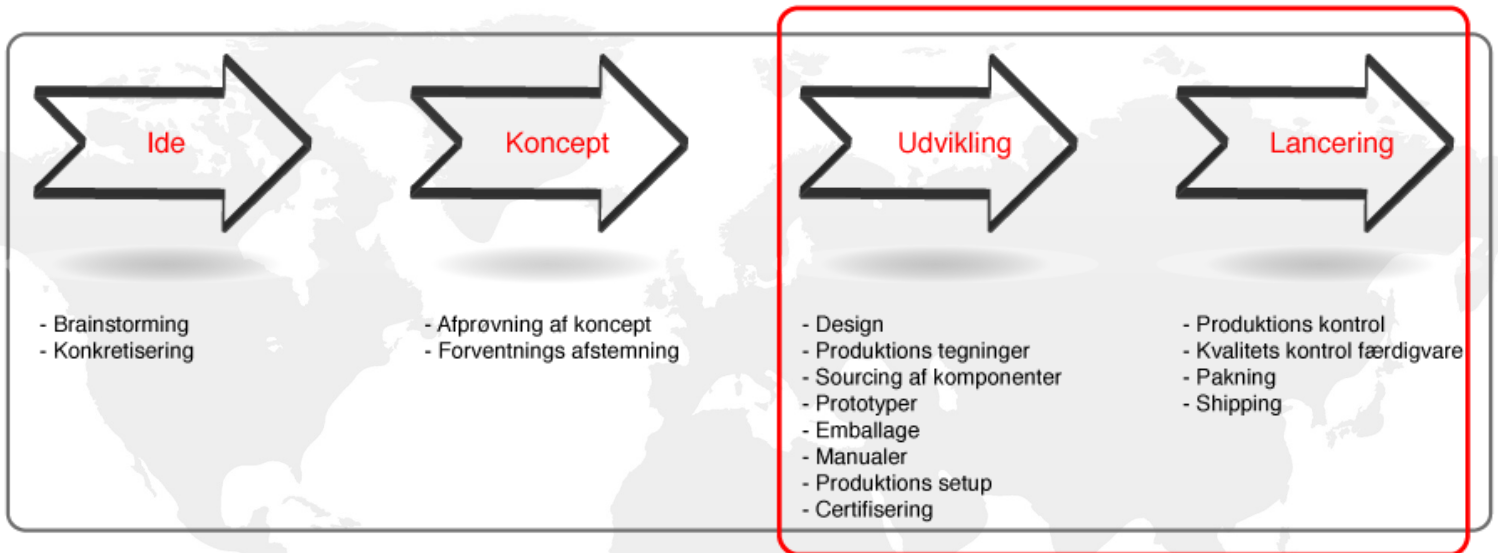 Ide
Koncept
Udvikling
Lancering
- Brainstorming
- Konkretisering
- Afprøvning af koncept
- Forventnings afstemning
- Design
- Produktions tegninger
- Sourcing af komponenter
- Prototyper
- Emballage
- Manualer
- Produktions setup
- Certifisering
- Produktions kontrol
- Kvalitets kontrol færdigvare
- Pakning
- Shipping